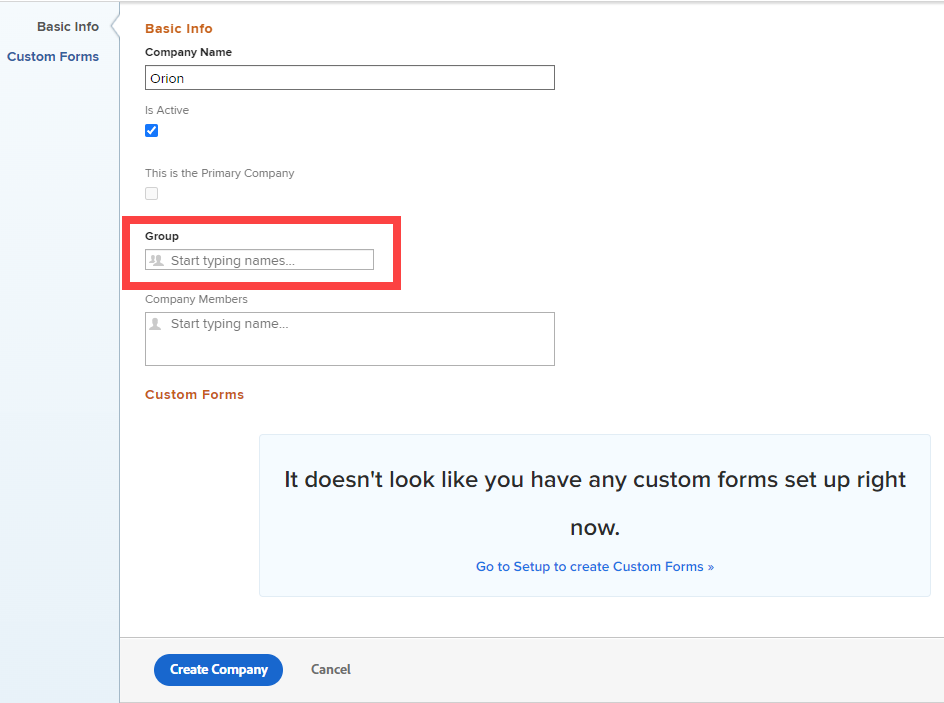 Basic Info
Custom Forms
Basic Info
Company Name
Orion
Is Active
This is the Primary Company
Group
Start typing names...
Company Members
Start typing name...
Custom Forms
It doesn't look like you have any custom forms set up right
now.
Go to Setup to create Custom Forms »
Create Company
Cancel